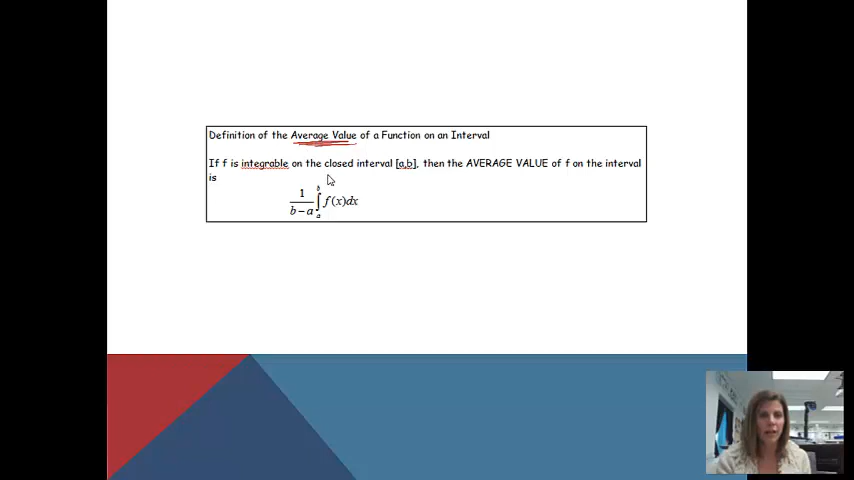 Definition of the Average Value of a Function on an Interval
If f is integrable on the closed interval [a,b], then the AVERAGE VALUE of f on the interval
is
1/(b−a) ∫_a^b f(x)dx